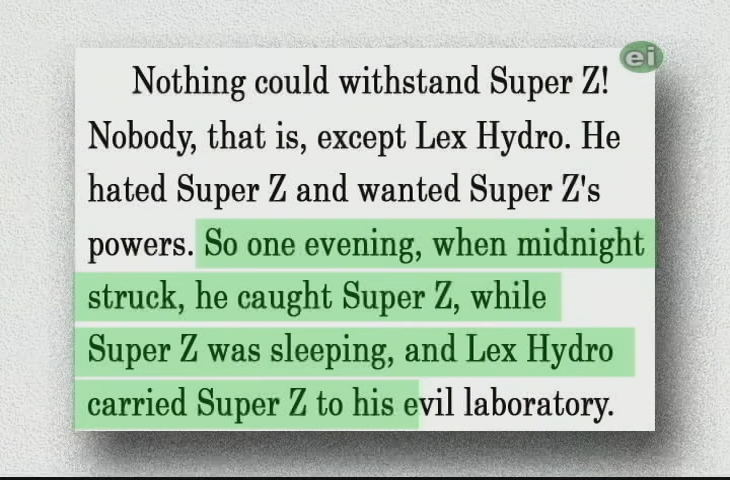 ei
Nothing could withstand Super Z!
Nobody, that is, except Lex Hydro. He
hated Super Z and wanted Super Z's
powers. So one evening, when midnight
struck, he caught Super Z, while
Super Z was sleeping, and Lex Hydro
carried Super Z to his evil laboratory.